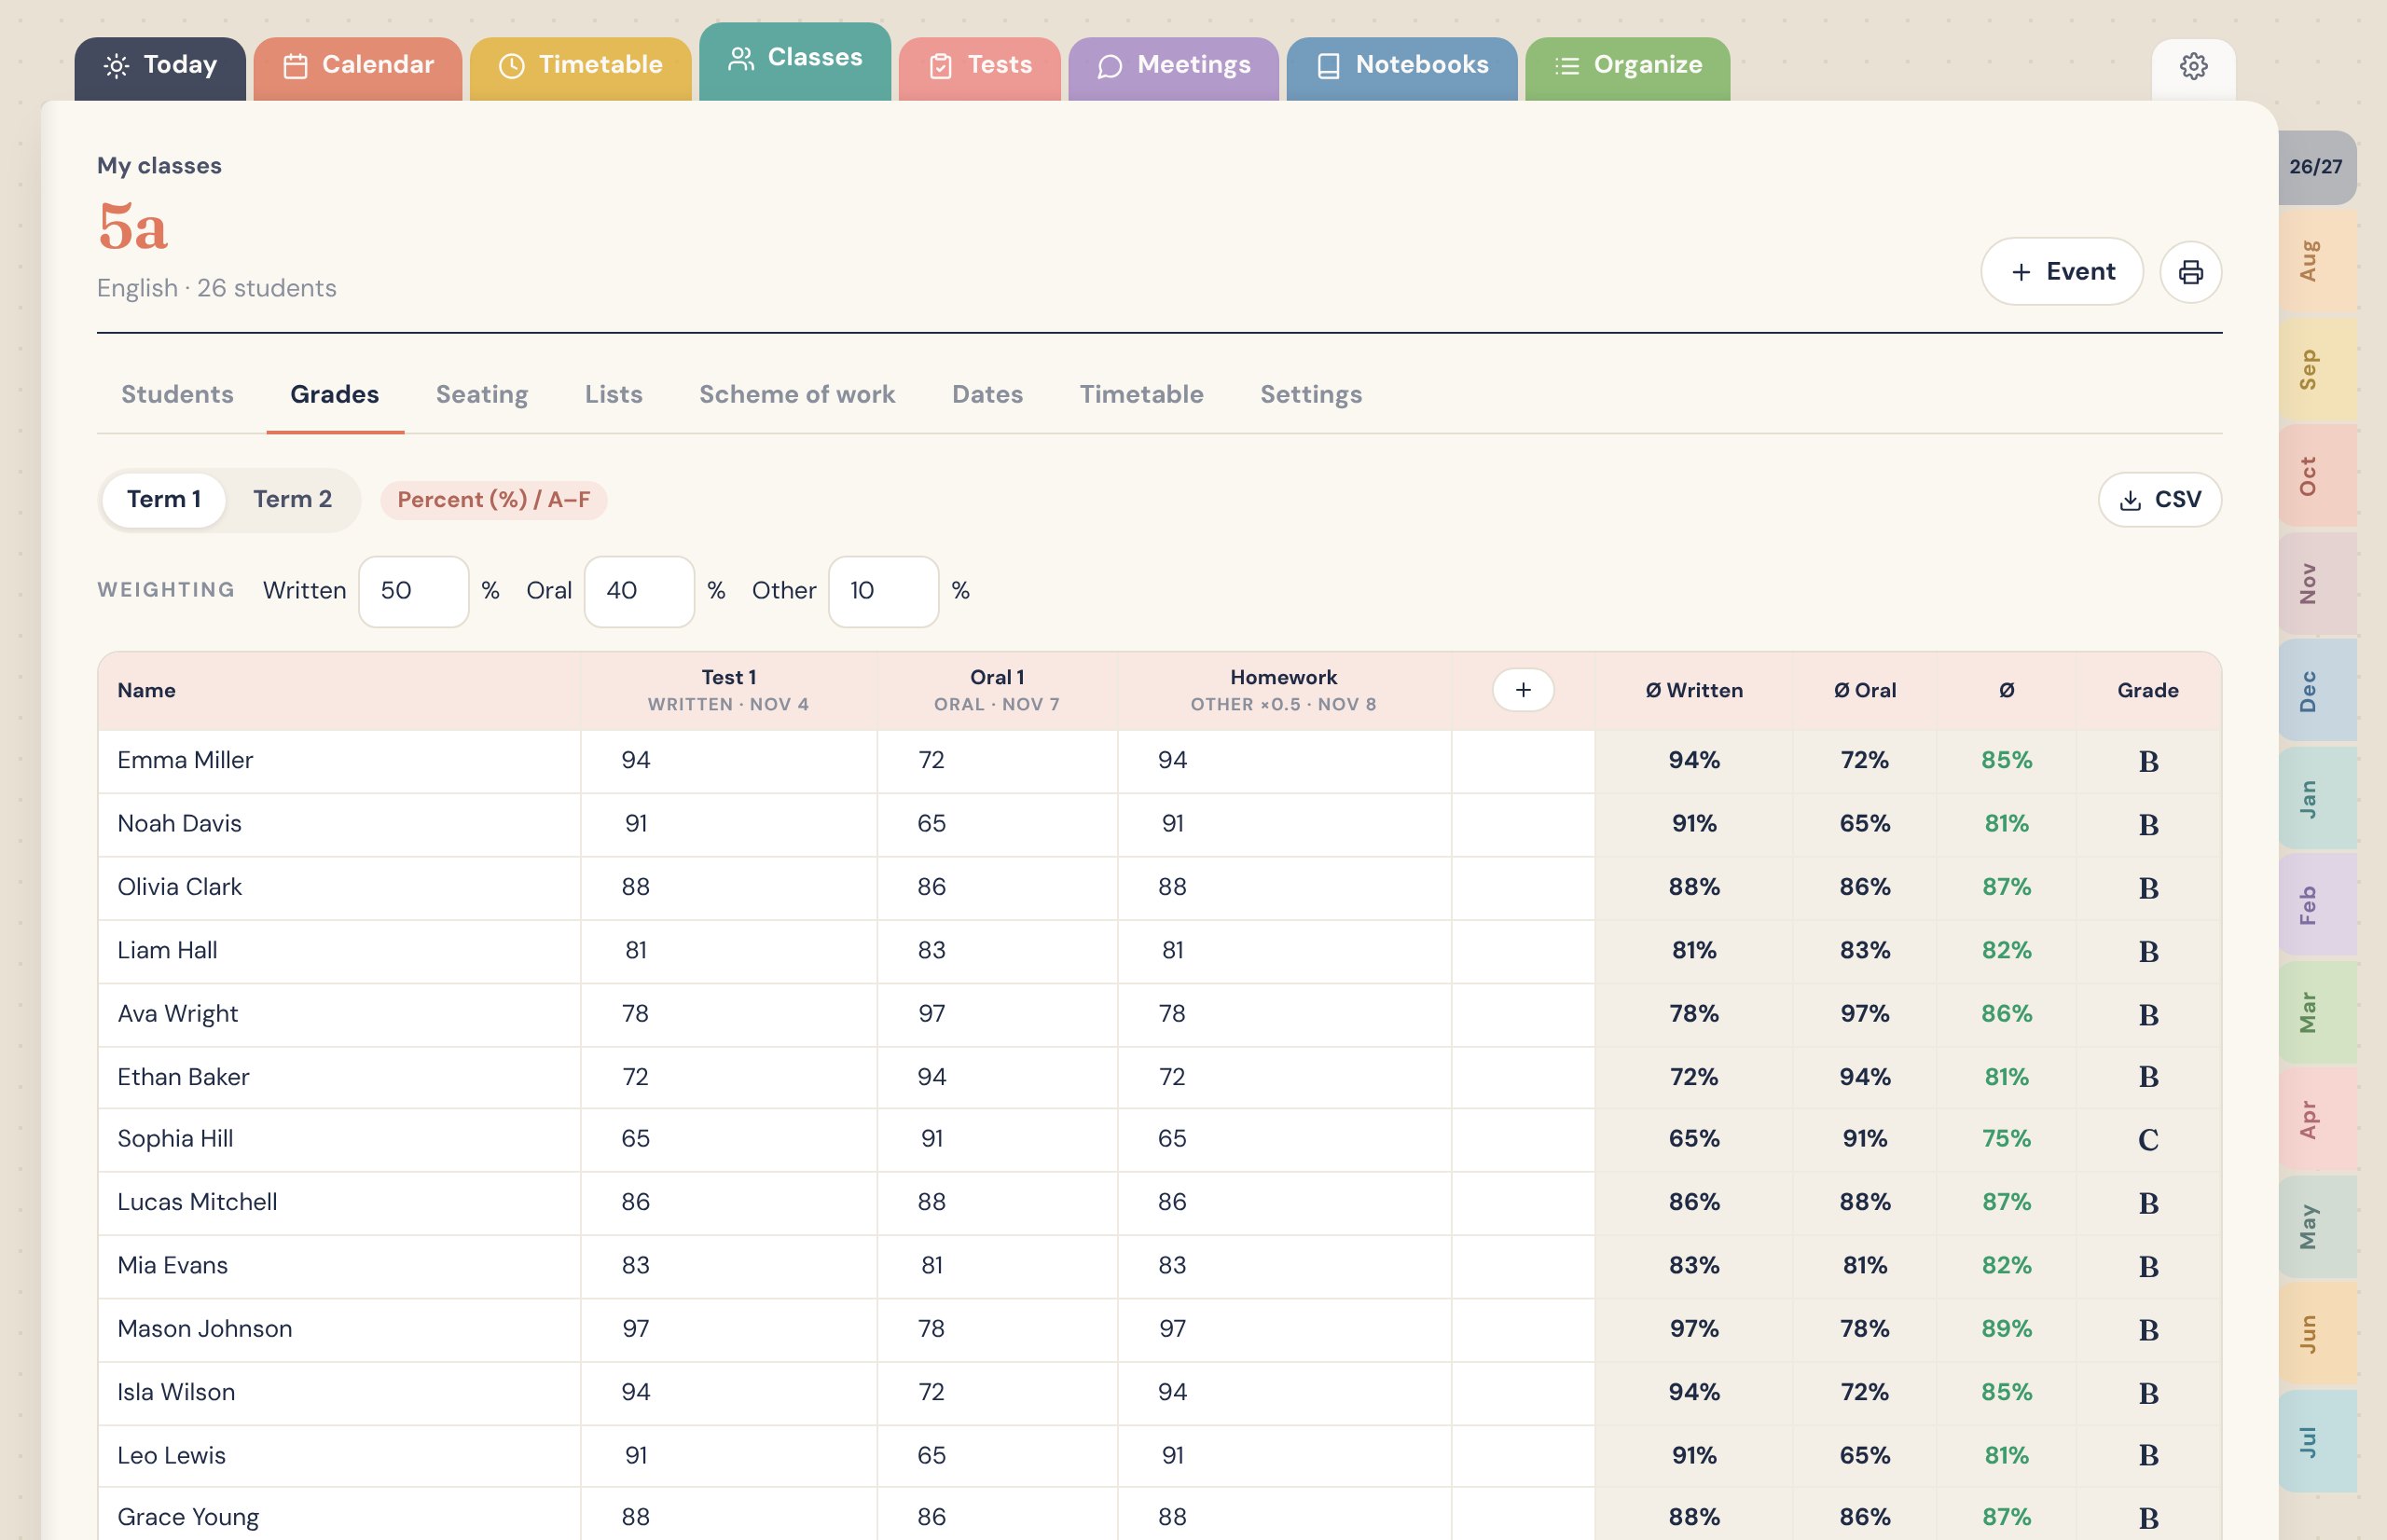 Today Calendar Timetable Classes Tests Meetings Notebooks Organize
26/27
My classes
5a
English · 26 students
+ Event
Students Grades Seating Lists Scheme of work Dates Timetable Settings
Term 1 Term 2 Percent (%) / A–F CSV
WEIGHTING Written 50 % Oral 40 % Other 10 %
Name Test 1 Oral 1 Homework + Ø Written Ø Oral Ø Grade
WRITTEN · NOV 4 ORAL · NOV 7 OTHER ×0.5 · NOV 8
Emma Miller 94 72 94 94% 72% 85% B
Noah Davis 91 65 91 91% 65% 81% B
Olivia Clark 88 86 88 88% 86% 87% B
Liam Hall 81 83 81 81% 83% 82% B
Ava Wright 78 97 78 78% 97% 86% B
Ethan Baker 72 94 72 72% 94% 81% B
Sophia Hill 65 91 65 65% 91% 75% C
Lucas Mitchell 86 88 86 86% 88% 87% B
Mia Evans 83 81 83 83% 81% 82% B
Mason Johnson 97 78 97 97% 78% 89% B
Isla Wilson 94 72 94 94% 72% 85% B
Leo Lewis 91 65 91 91% 65% 81% B
Grace Young 88 86 88 88% 86% 87% B
Aug
Sep
Oct
Nov
Dec
Jan
Feb
Mar
Apr
May
Jun
Jul